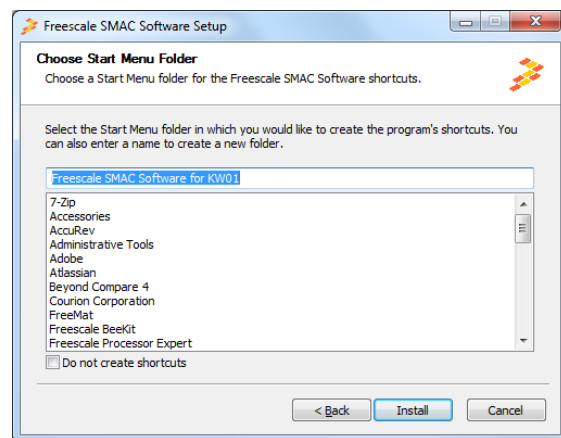 Freescale SMAC Software Setup
Choose Start Menu Folder
Choose a Start Menu folder for the Freescale SMAC Software shortcuts.
Select the Start Menu folder in which you would like to create the program's shortcuts. You
can also enter a name to create a new folder.
Freescale SMAC Software for KW01
7-Zip
Accessories
AccuRev
Administrative Tools
Adobe
Atlassian
Beyond Compare 4
Courion Corporation
FreeMat
Freescale BeeKit
Freescale Processor Expert
Do not create shortcuts
< Back Install Cancel